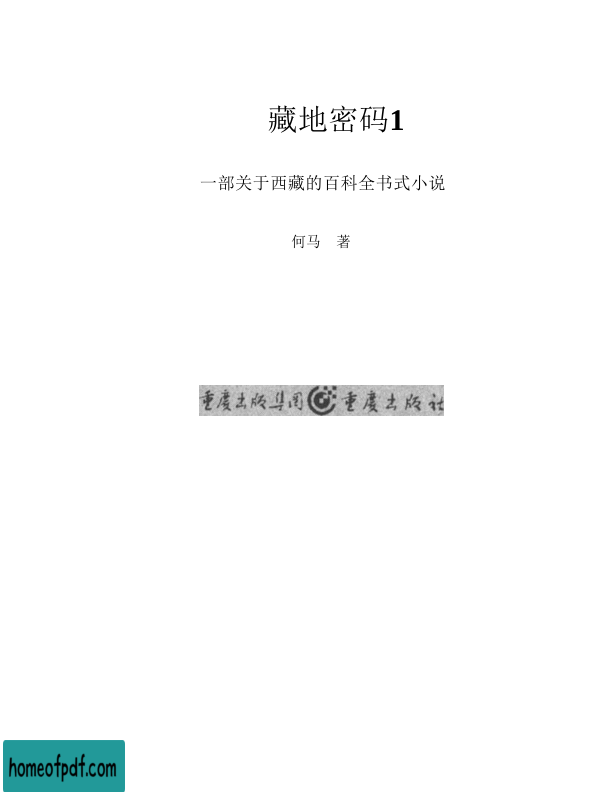 藏地密码1
一部关于西藏的百科全书式小说
何马 著
重庆出版集团 重庆出版社
homeofpdf.com